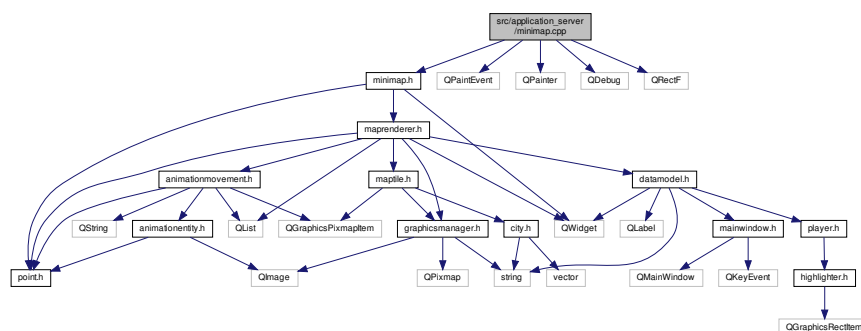 src/application_server
/minimap.cpp
minimap.h
QPaintEvent
QPainter
QDebug
QRectF
maprenderer.h
animationmovement.h
maptile.h
datamodel.h
QString
animationentity.h
QList
QGraphicsPixmapItem
graphicsmanager.h
city.h
QWidget
QLabel
mainwindow.h
player.h
point.h
QImage
QPixmap
string
vector
QMainWindow
QKeyEvent
highlighter.h
QGraphicsRectItem